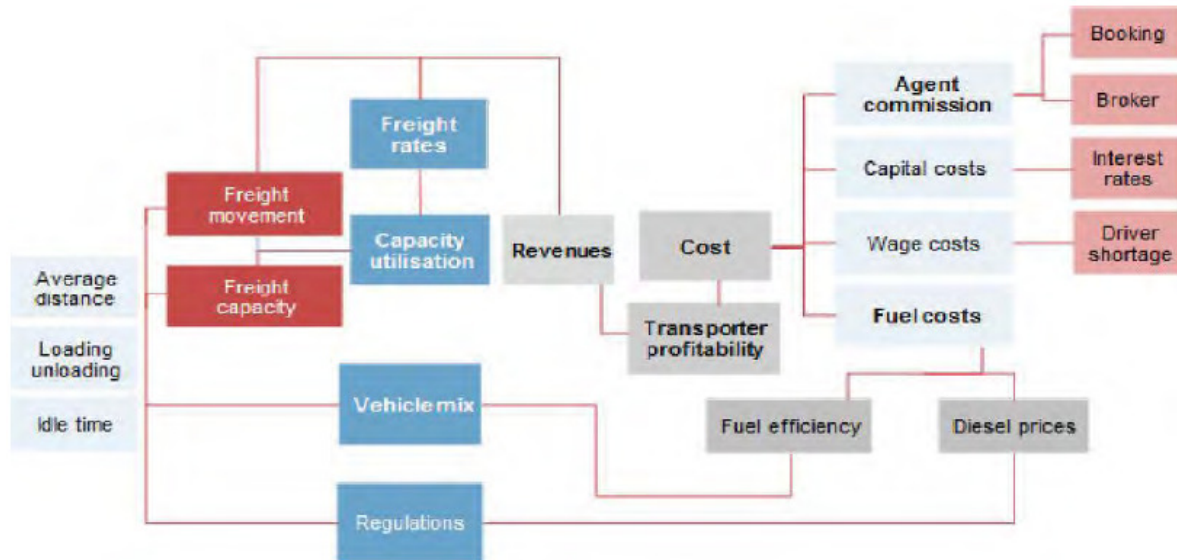 Booking
Agent
commission
Broker
Freight
rates
Capital costs
Interest
rates
Freight
movement
Capacity
utilisation
Revenues
Cost
Wage costs
Driver
shortage
Average
distance
Freight
capacity
Transporter
profitability
Fuel costs
Loading
unloading
Vehicle mix
Idle time
Fuel efficiency
Diesel prices
Regulations